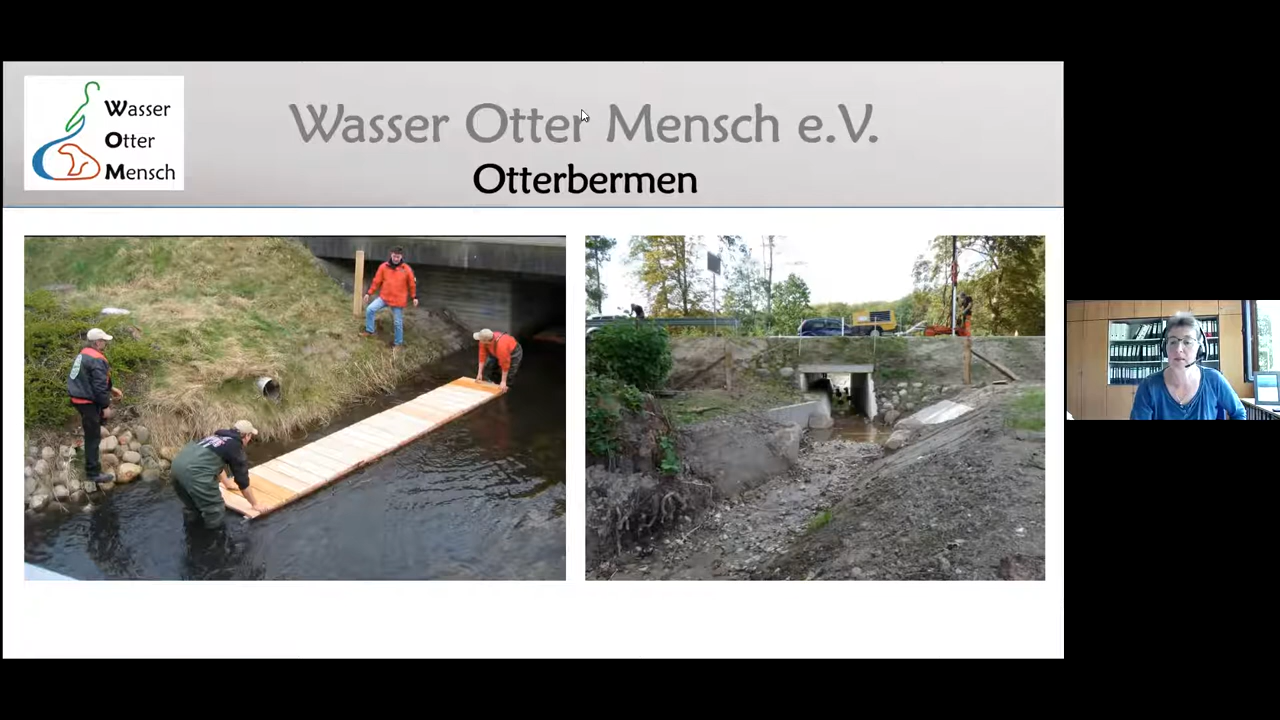 Wasser
Otter
Mensch
Wasser Otter Mensch e.V.
Otterbermen